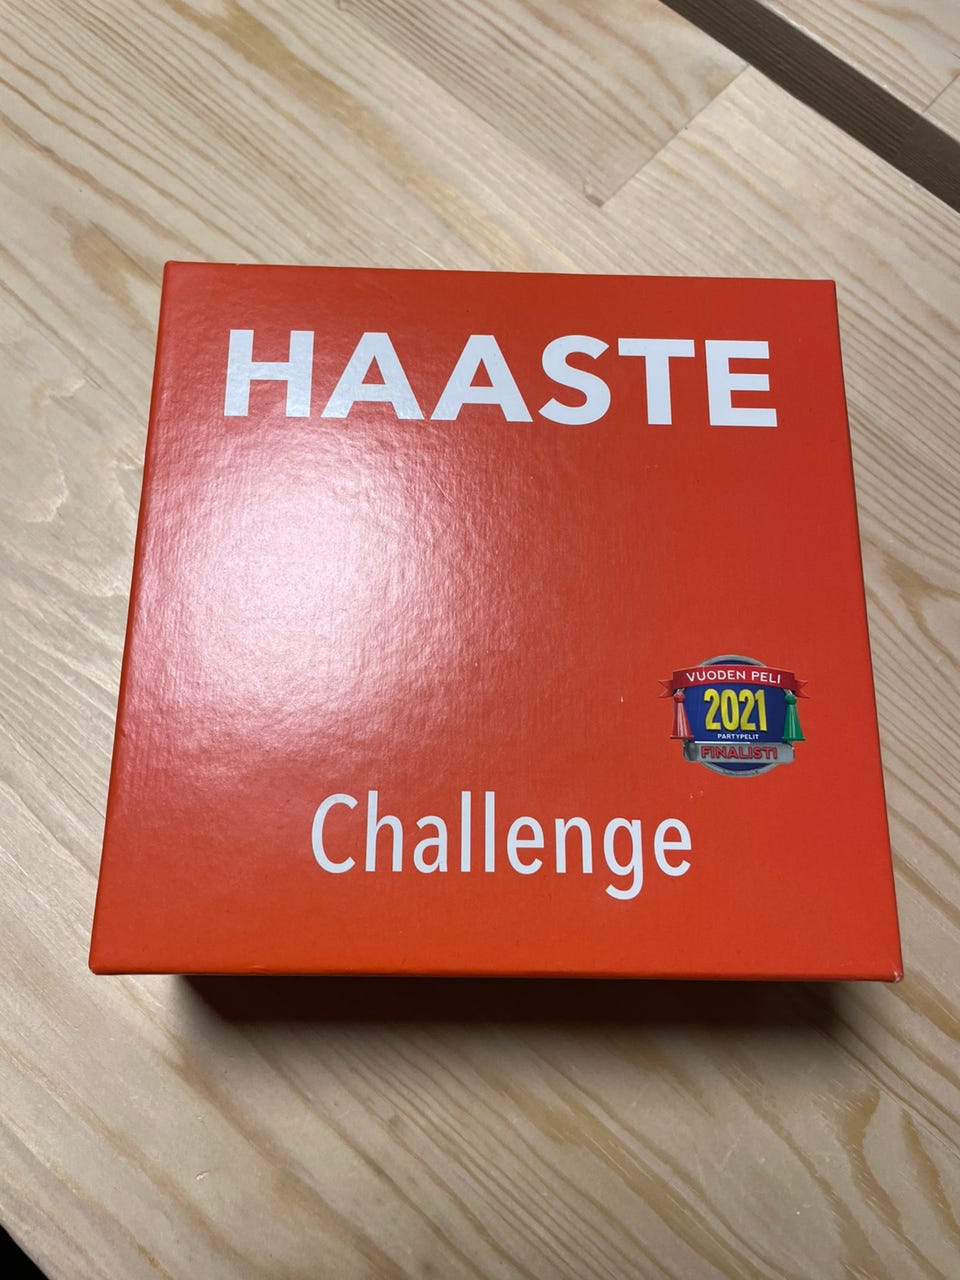 HAASTE
VUODEN PELI
2021
PARTYPELIT
FINALISTI
Challenge